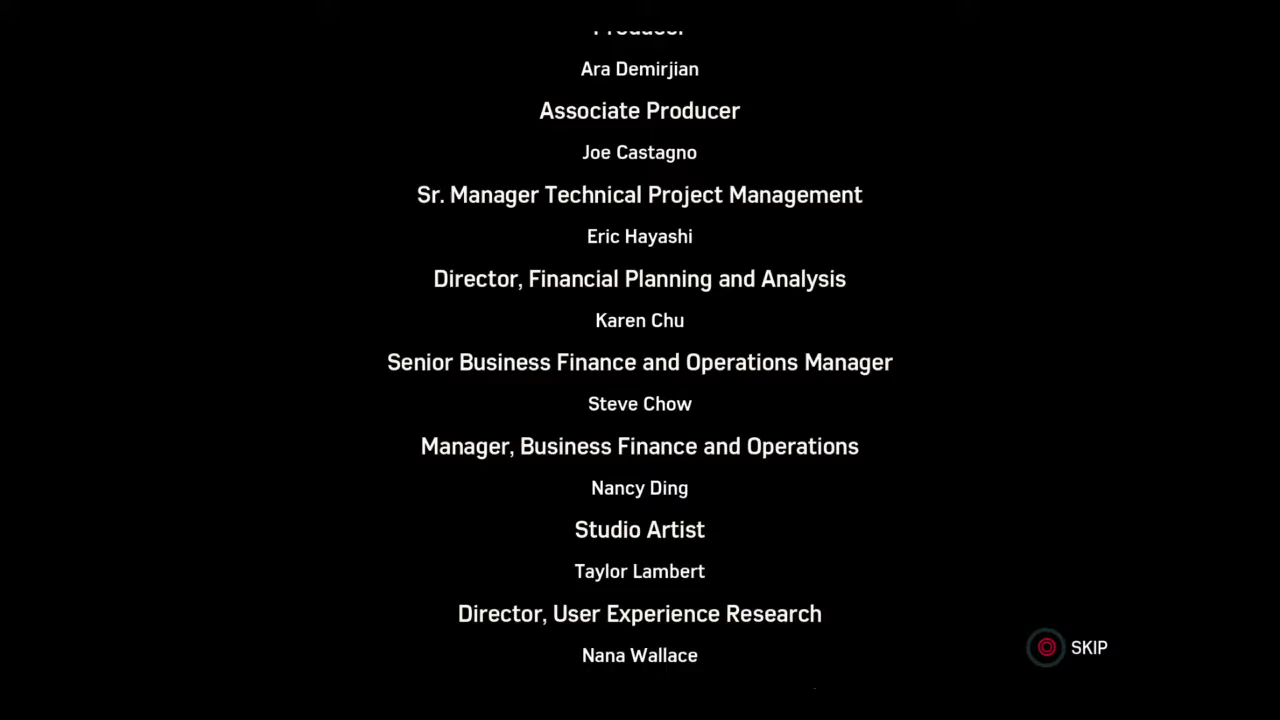 Producer
Ara Demirjian
Associate Producer
Joe Castagno
Sr. Manager Technical Project Management
Eric Hayashi
Director, Financial Planning and Analysis
Karen Chu
Senior Business Finance and Operations Manager
Steve Chow
Manager, Business Finance and Operations
Nancy Ding
Studio Artist
Taylor Lambert
Director, User Experience Research
Nana Wallace
SKIP